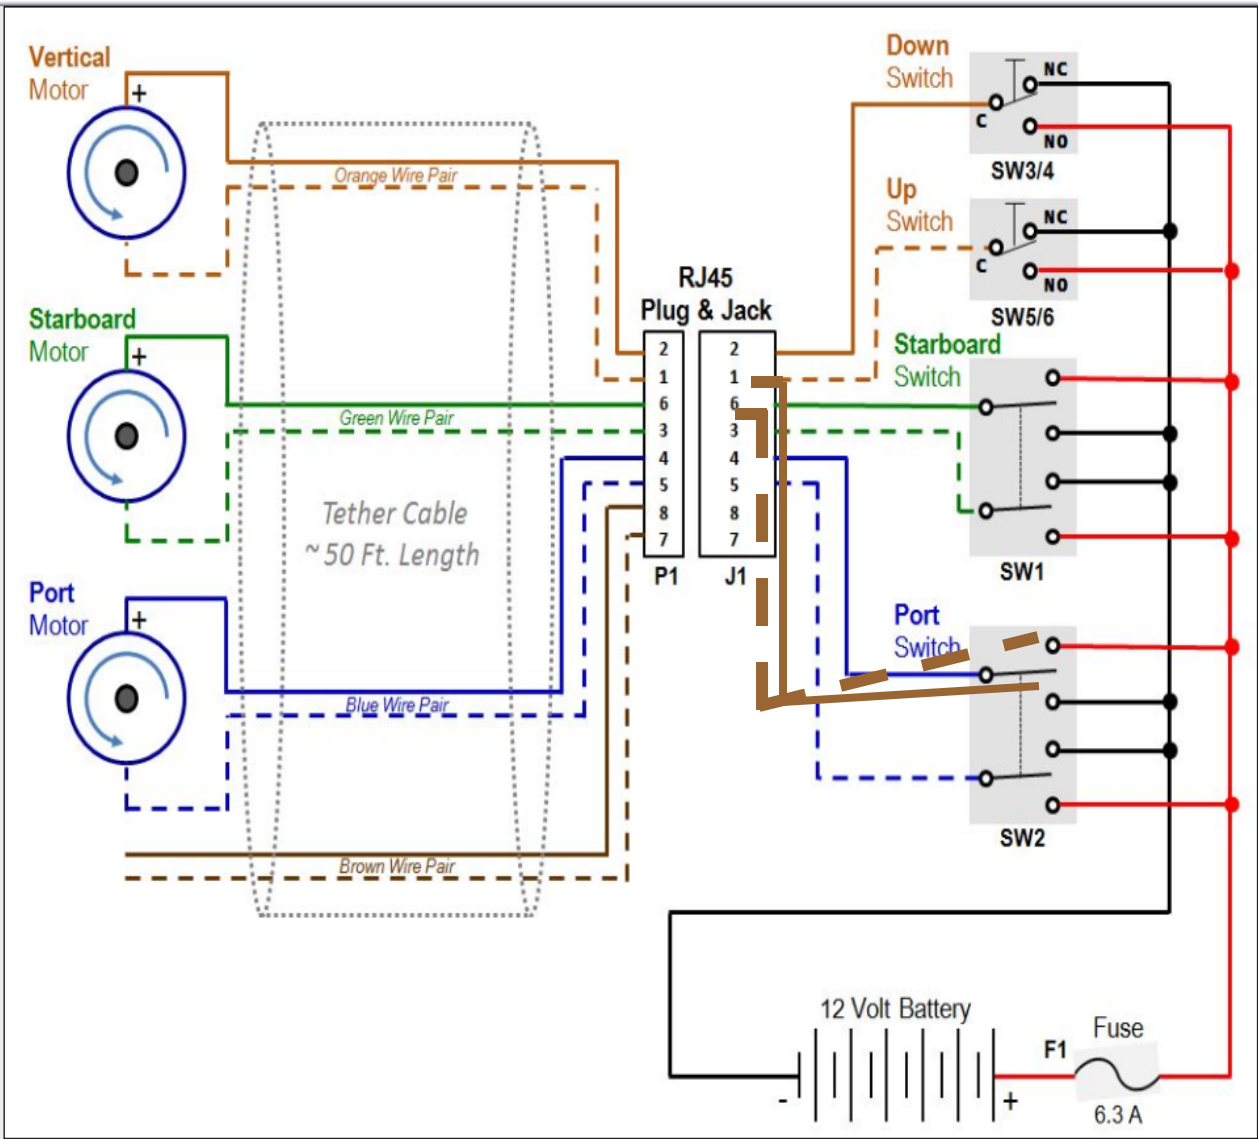 Vertical
Motor
+
Orange Wire Pair
Starboard
Motor
+
Green Wire Pair
Tether Cable
~ 50 Ft. Length
Port
Motor
+
Blue Wire Pair
Brown Wire Pair
RJ45
Plug & Jack
2 2
1 1
6 6
3 3
4 4
5 5
8 8
7 7
P1 J1
Down
Switch
NC
C
NO
SW3/4
Up
Switch
NC
C
NO
SW5/6
Starboard
Switch
SW1
Port
Switch
SW2
12 Volt Battery
- +
F1
Fuse
6.3 A